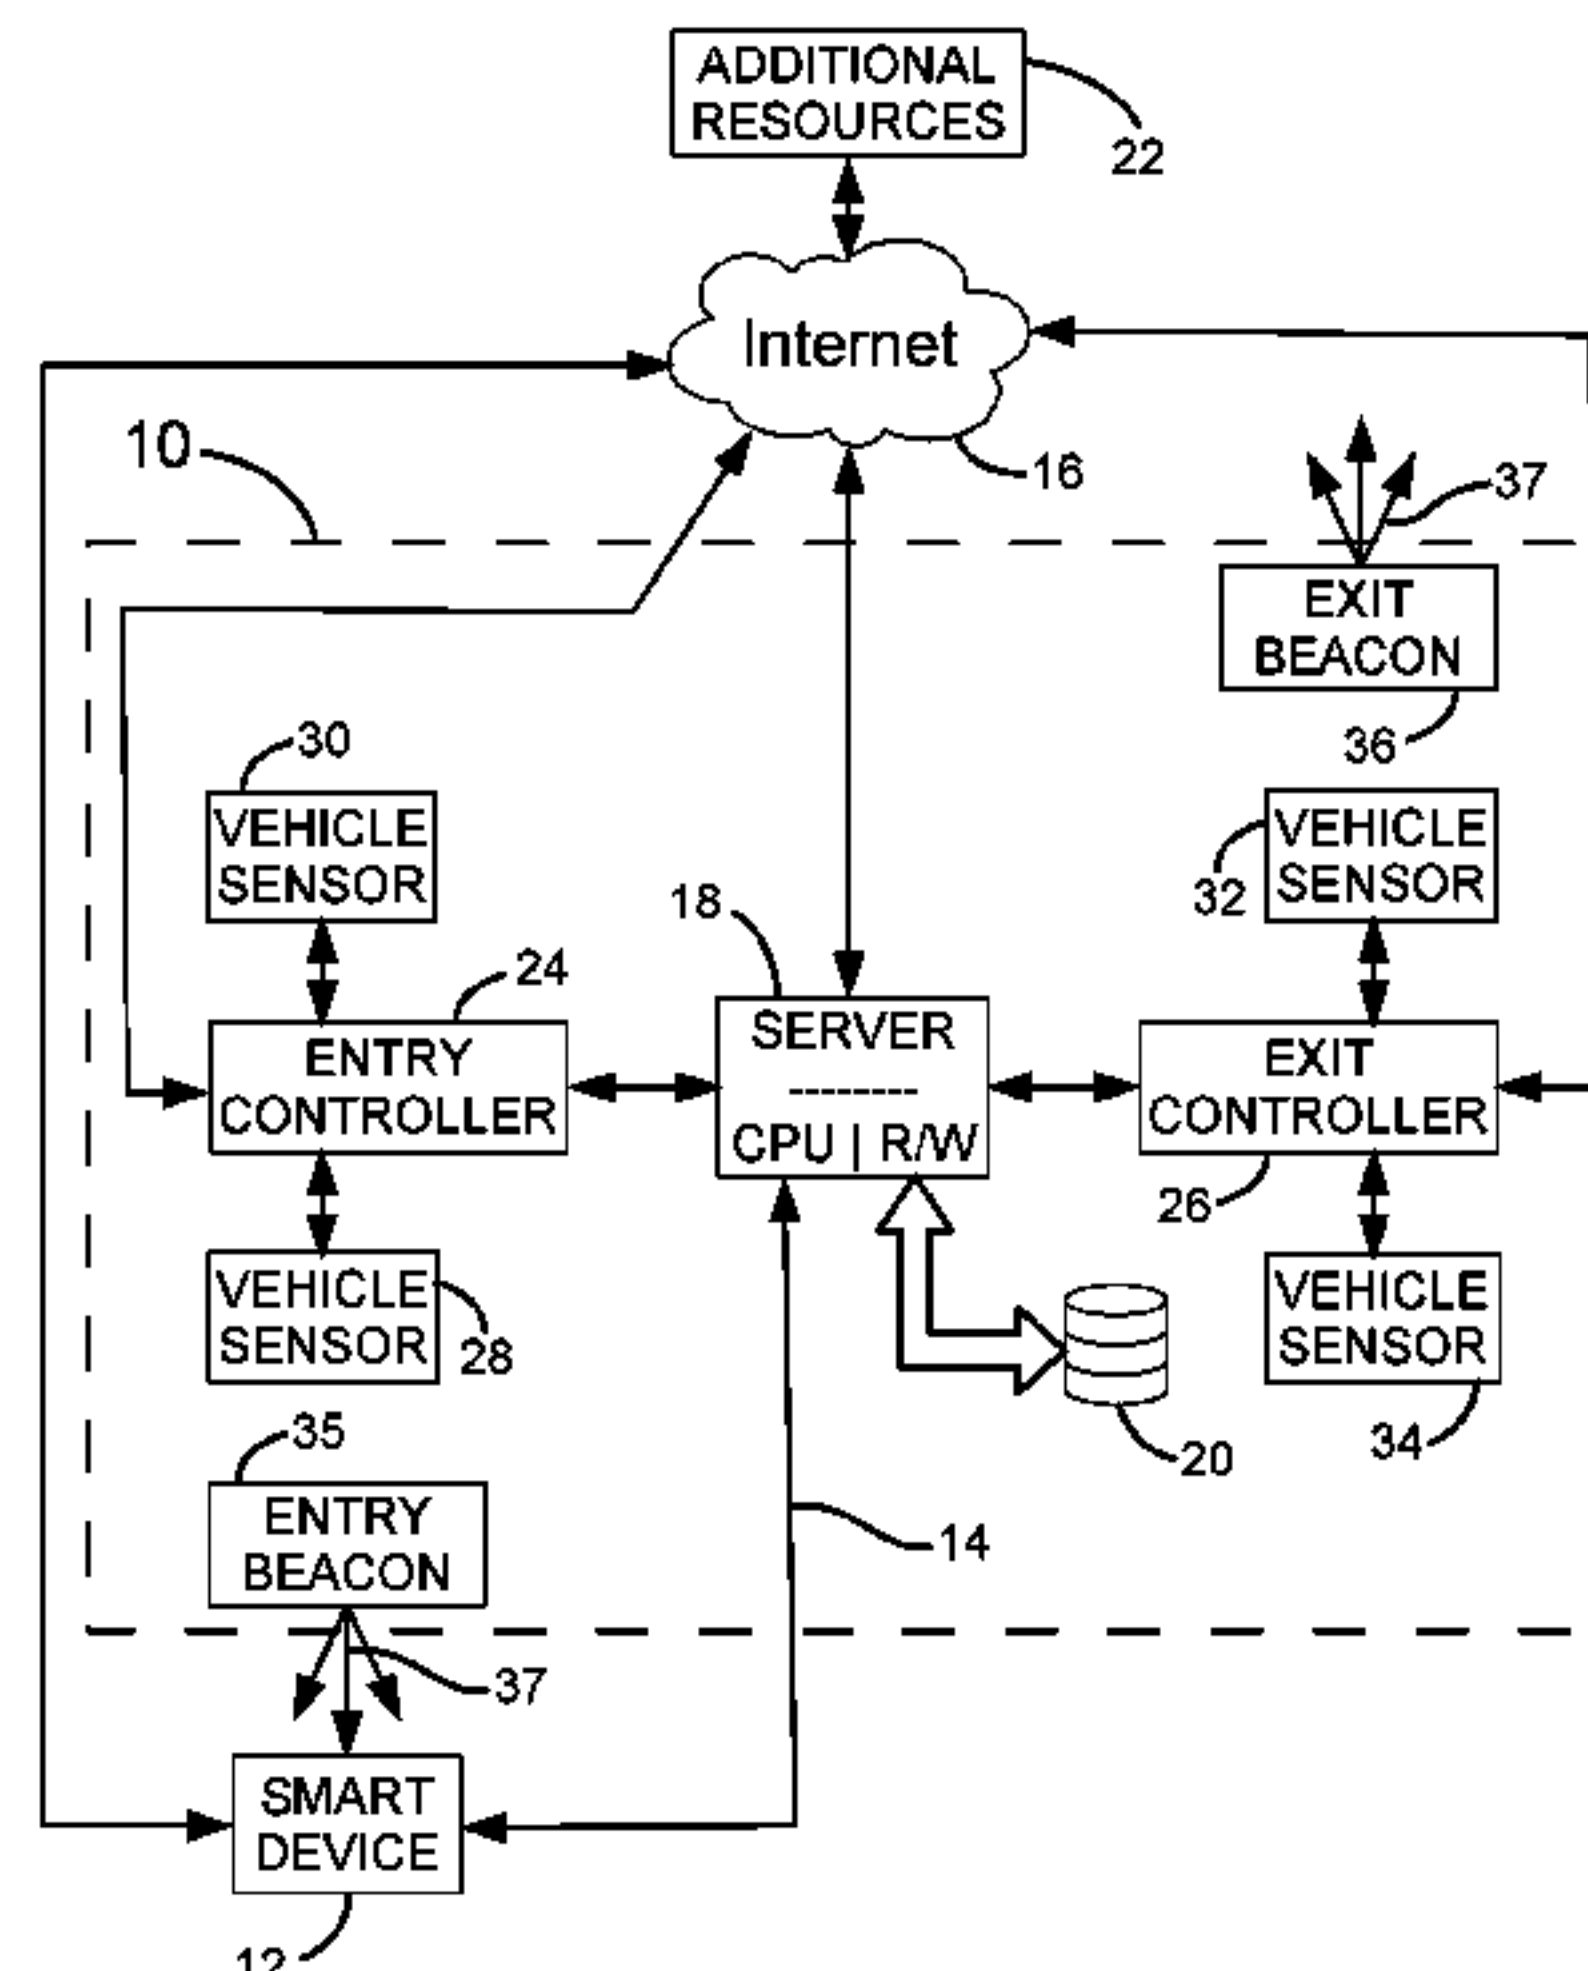 ADDITIONAL
RESOURCES
22
Internet
10
16
37
EXIT
BEACON
36
30
VEHICLE
SENSOR
VEHICLE
SENSOR
32
18
24
SERVER
--------
CPU | R/W
ENTRY
CONTROLLER
EXIT
CONTROLLER
26
VEHICLE
SENSOR
28
VEHICLE
SENSOR
34
20
35
ENTRY
BEACON
14
37
SMART
DEVICE
12